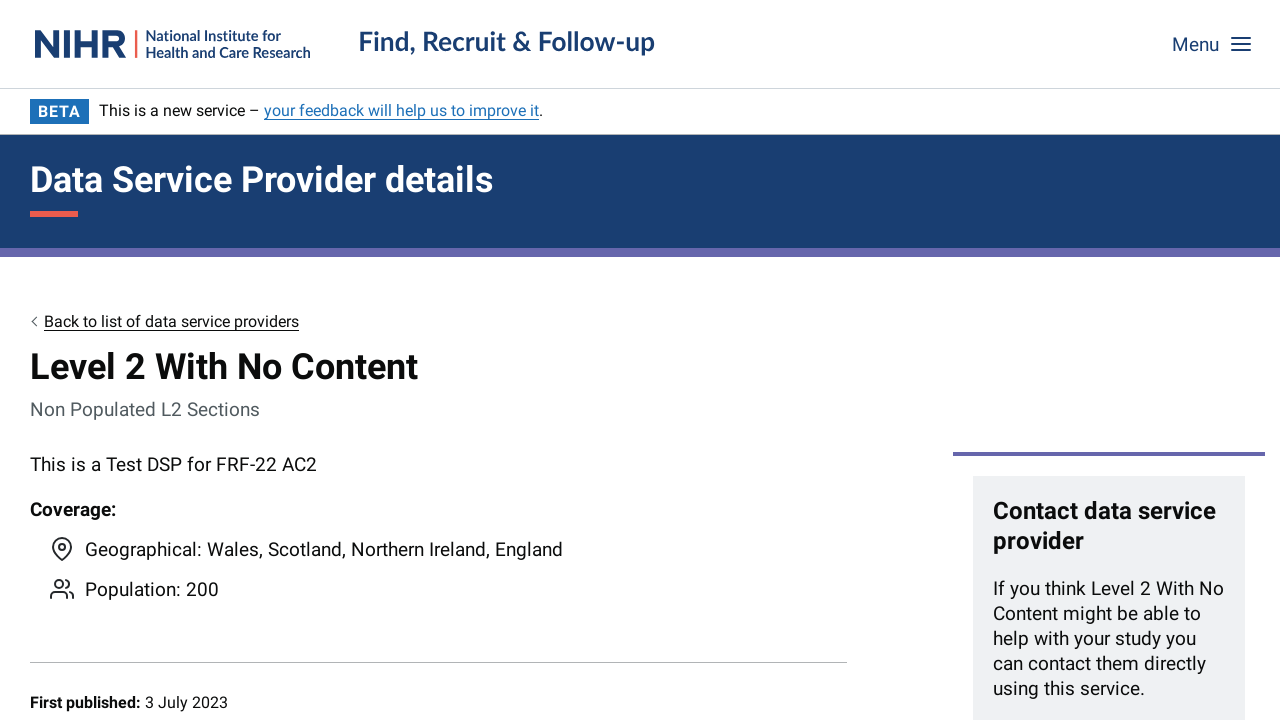 NIHR
National Institute for
Health and Care Research
Find, Recruit & Follow-up
Menu
BETA This is a new service – your feedback will help us to improve it.
Data Service Provider details
Back to list of data service providers
Level 2 With No Content
Non Populated L2 Sections
This is a Test DSP for FRF-22 AC2
Coverage:
Geographical: Wales, Scotland, Northern Ireland, England
Population: 200
First published: 3 July 2023
Contact data service
provider
If you think Level 2 With No
Content might be able to
help with your study you
can contact them directly
using this service.